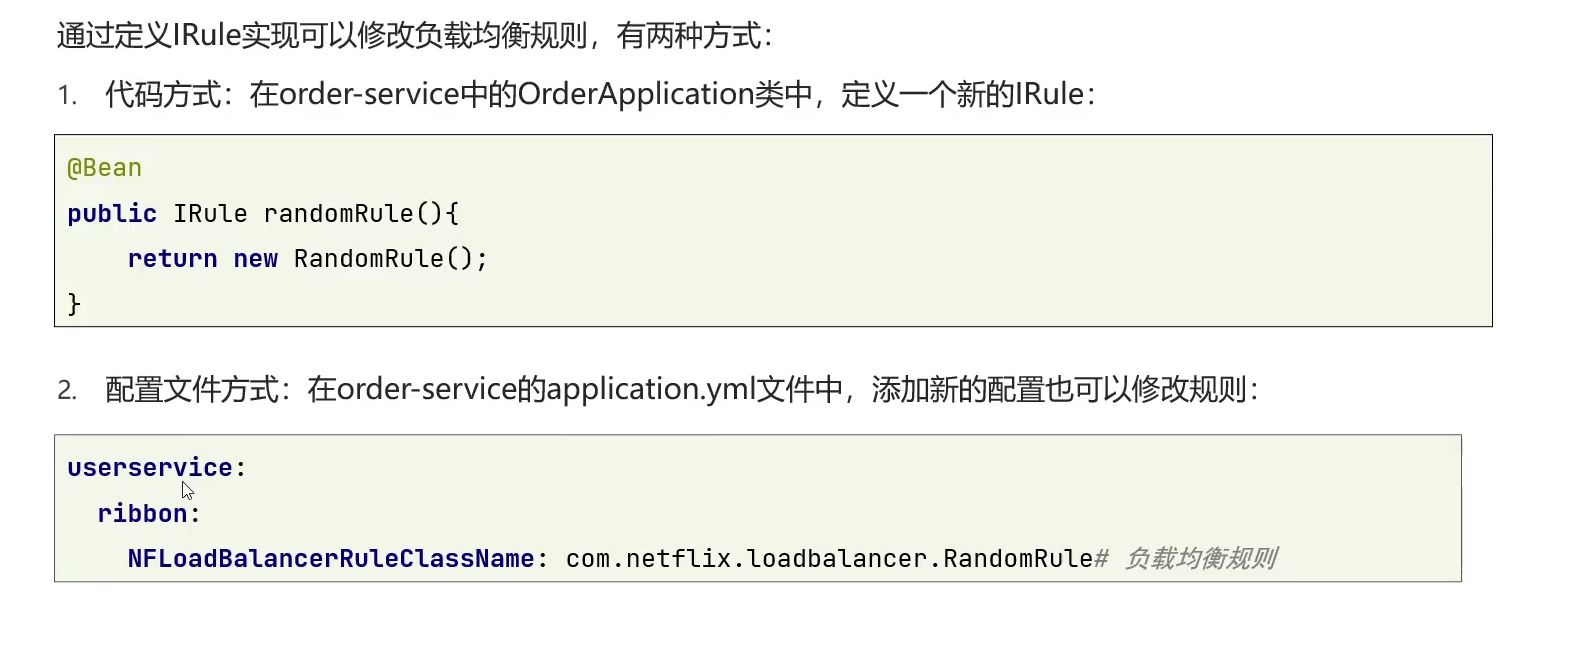 通过定义IRule实现可以修改负载均衡规则，有两种方式：
1. 代码方式：在order-service中的OrderApplication类中，定义一个新的IRule：
@Bean
public IRule randomRule(){
    return new RandomRule();
}
2. 配置文件方式：在order-service的application.yml文件中，添加新的配置也可以修改规则：
userservice:
  ribbon:
    NFLoadBalancerRuleClassName: com.netflix.loadbalancer.RandomRule# 负载均衡规则